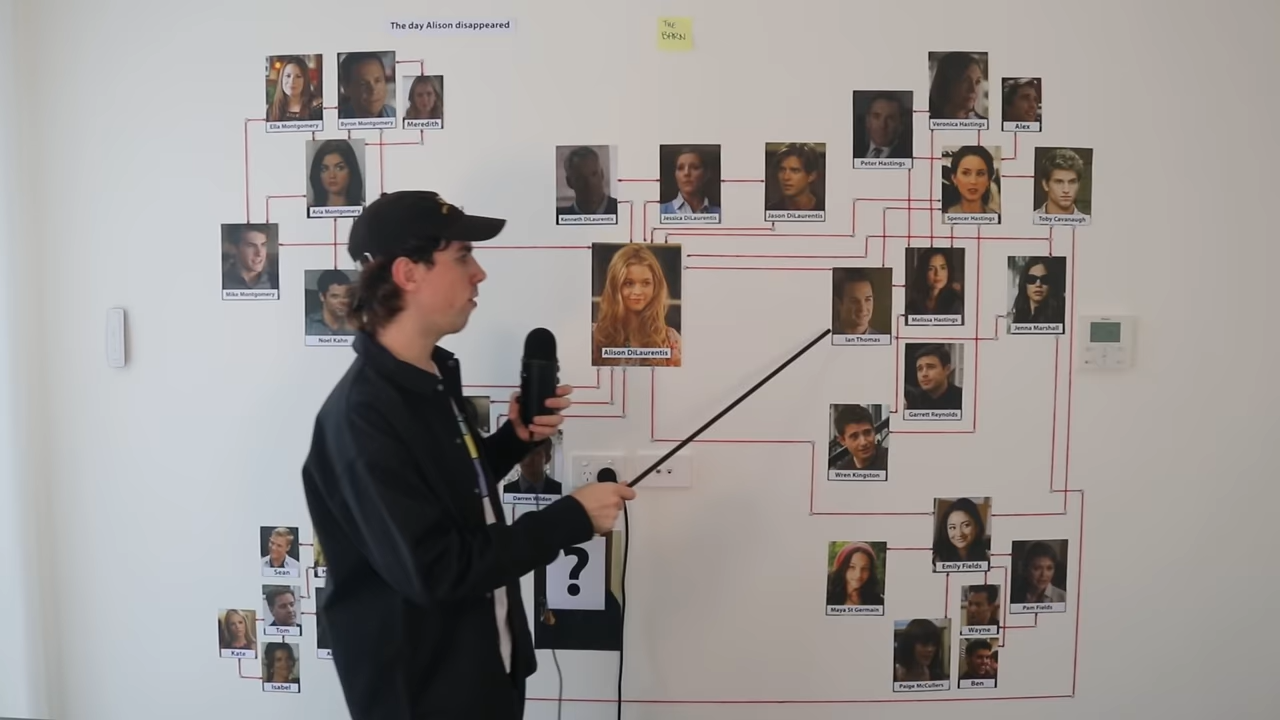 The day Alison disappeared
THE
BARN
Ella Montgomery
Byron Montgomery
Meredith
Veronica Hastings
Alex
Peter Hastings
Aria Montgomery
Kenneth DiLaurentis
Jessica DiLaurentis
Jason DiLaurentis
Spencer Hastings
Toby Cavanaugh
Mike Montgomery
Noel Kahn
Alison DiLaurentis
Ian Thomas
Melissa Hastings
Jenna Marshall
Garrett Reynolds
Wren Kingston
Darren Wilden
?
Emily Fields
Sean
Maya St Germain
Pam Fields
Tom
Wayne
Kate
Isabel
Paige McCullers
Ben